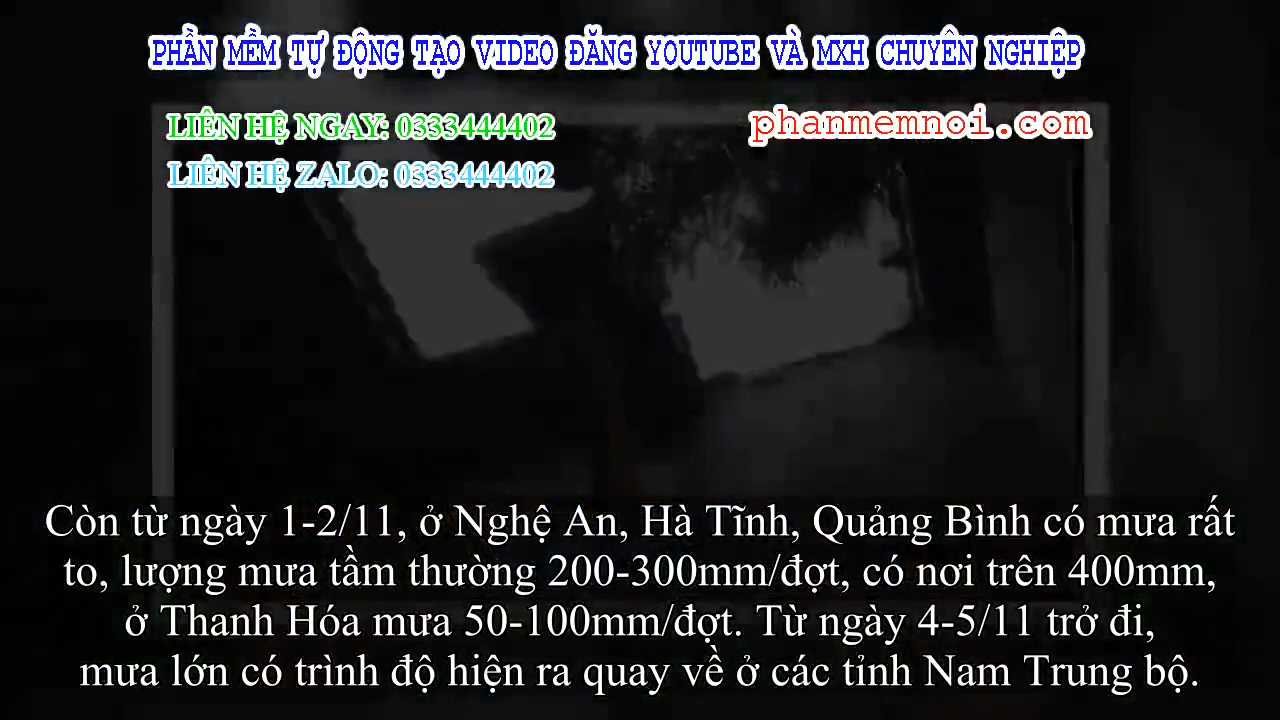 PHẦN MỀM TỰ ĐỘNG TẠO VIDEO ĐĂNG YOUTUBE VÀ MXH CHUYÊN NGHIỆP
LIÊN HỆ NGAY: 0333444402
phanmemnoi.com
LIÊN HỆ ZALO: 0333444402
Còn từ ngày 1-2/11, ở Nghệ An, Hà Tĩnh, Quảng Bình có mưa rất
to, lượng mưa tầm thường 200-300mm/đợt, có nơi trên 400mm,
ở Thanh Hóa mưa 50-100mm/đợt. Từ ngày 4-5/11 trở đi,
mưa lớn có trình độ hiện ra quay về ở các tỉnh Nam Trung bộ.